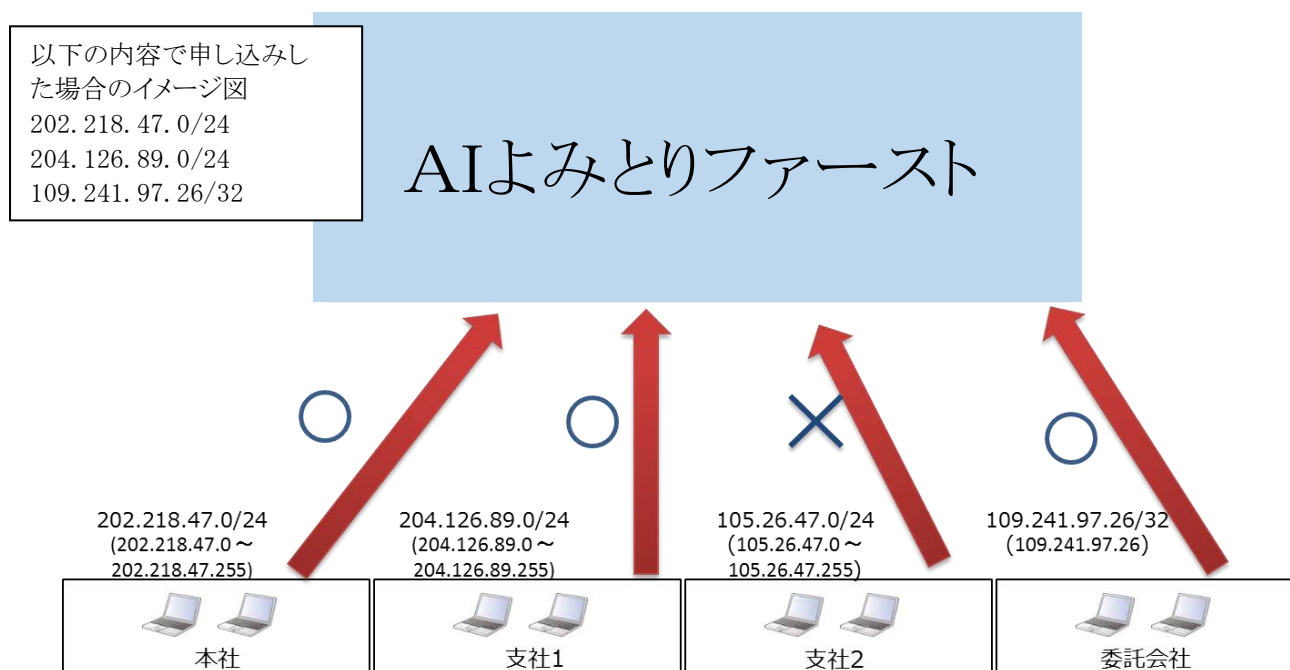 以下の内容で申し込みし
た場合のイメージ図
202.218.47.0/24
204.126.89.0/24
109.241.97.26/32
AIよみとりファースト
202.218.47.0/24
(202.218.47.0～
202.218.47.255)
204.126.89.0/24
(204.126.89.0～
204.126.89.255)
105.26.47.0/24
(105.26.47.0～
105.26.47.255)
109.241.97.26/32
(109.241.97.26)
本社
支社1
支社2
委託会社